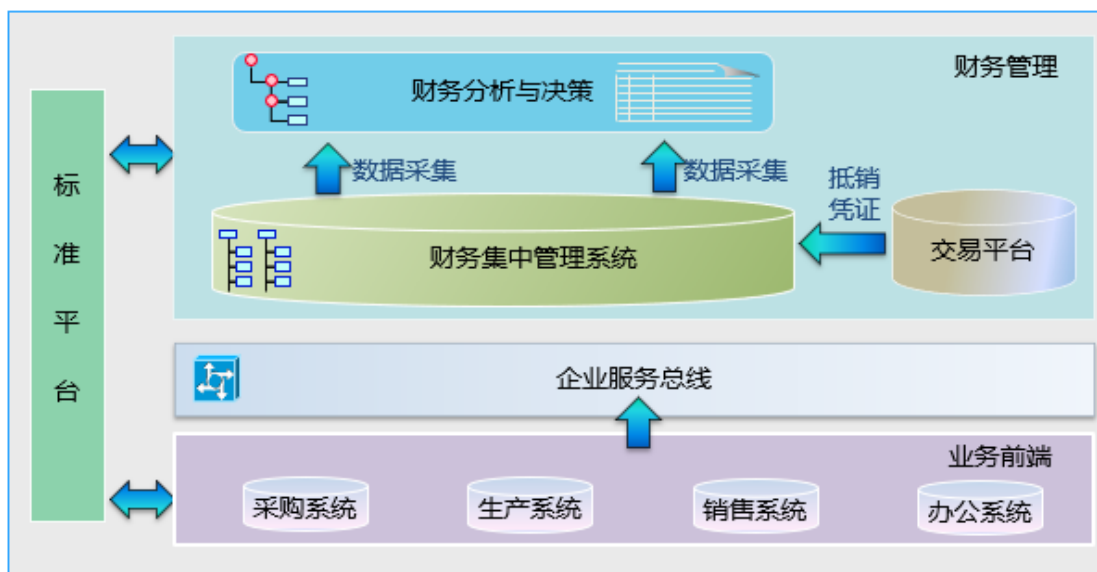 财务管理
财务分析与决策
数据采集
数据采集
抵销
凭证
财务集中管理系统
交易平台
标
准
平
台
企业服务总线
业务前端
采购系统
生产系统
销售系统
办公系统